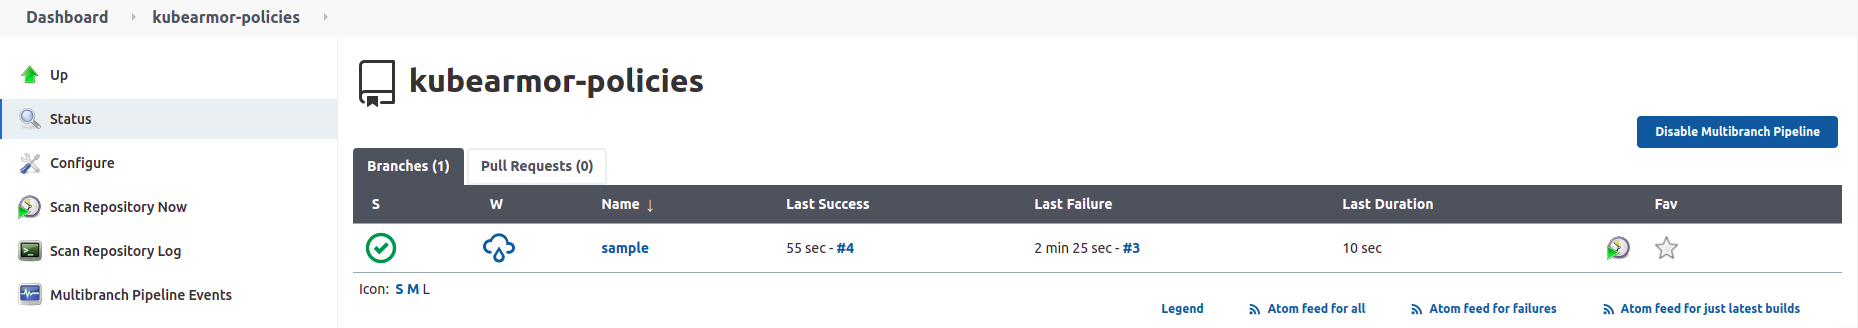 Dashboard kubearmor-policies
Up
Status
Configure
Scan Repository Now
Scan Repository Log
Multibranch Pipeline Events
kubearmor-policies
Disable Multibranch Pipeline
Branches (1) Pull Requests (0)
S W Name ↓ Last Success Last Failure Last Duration Fav
sample 55 sec - #4 2 min 25 sec - #3 10 sec
Icon: S M L
Legend Atom feed for all Atom feed for failures Atom feed for just latest builds